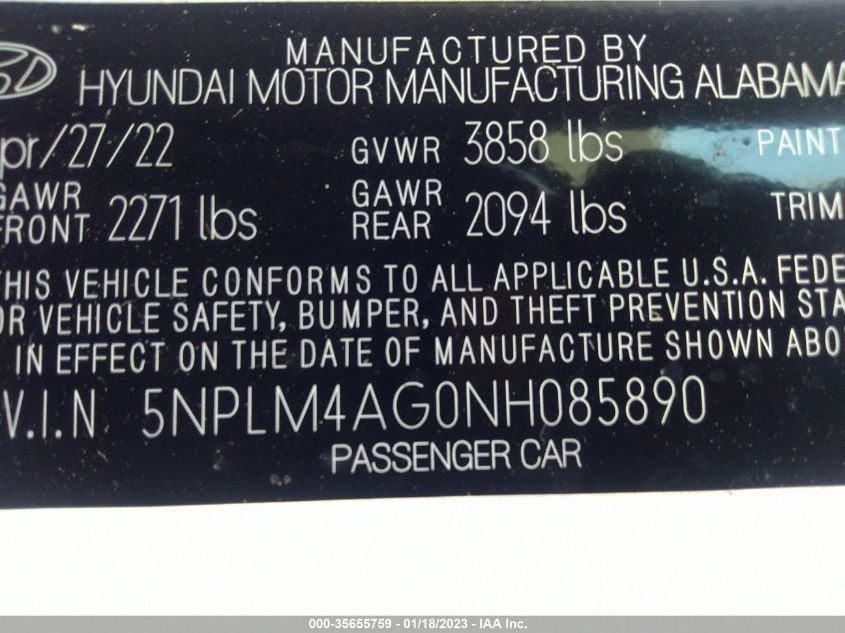 MANUFACTURED BY
HYUNDAI MOTOR MANUFACTURING ALABAMA
pr/27/22 GVWR 3858 lbs PAINT
GAWR FRONT 2271 lbs GAWR REAR 2094 lbs TRIM
THIS VEHICLE CONFORMS TO ALL APPLICABLE U.S.A. FEDE
OR VEHICLE SAFETY, BUMPER, AND THEFT PREVENTION STA
IN EFFECT ON THE DATE OF MANUFACTURE SHOWN ABO
V.I.N 5NPLM4AG0NH085890
PASSENGER CAR
000-35655759 - 01/18/2023 - IAA Inc.